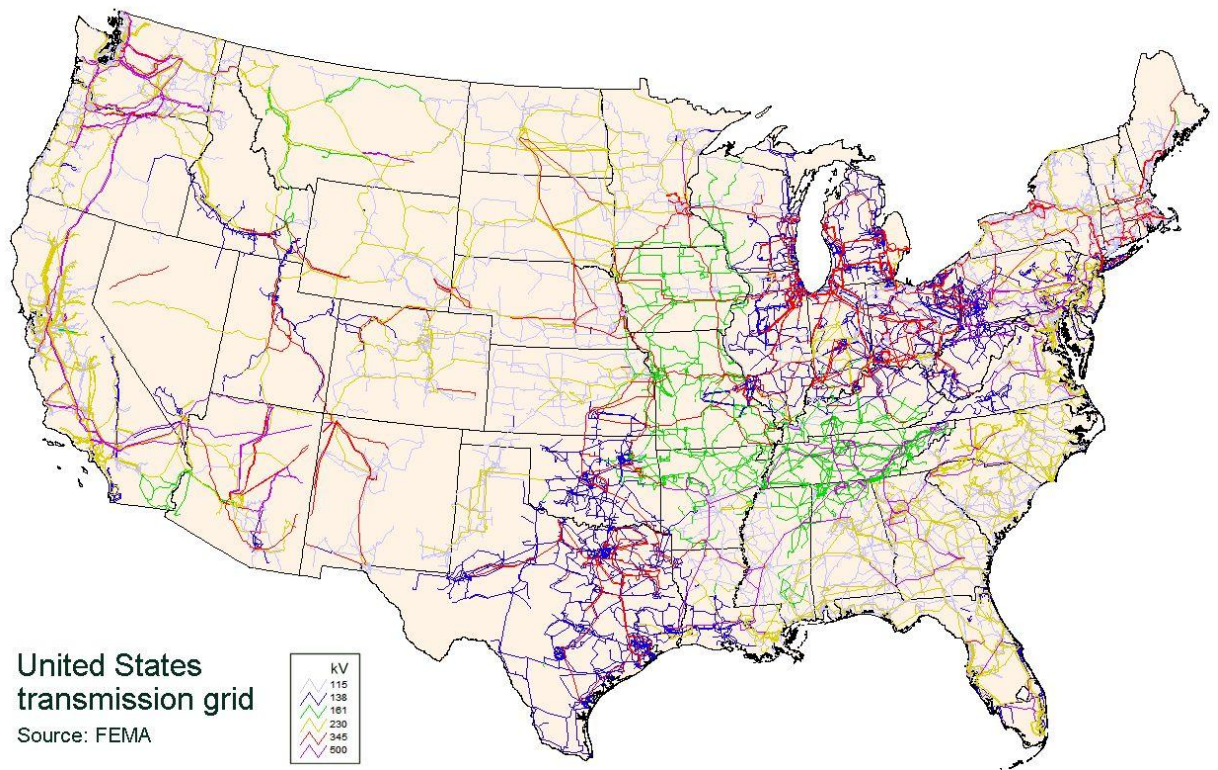 United States
transmission grid
Source: FEMA
kV
115
138
161
230
345
500